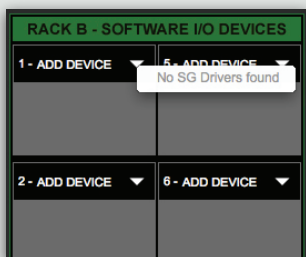 RACK B - SOFTWARE I/O DEVICES
1 - ADD DEVICE
5 - ADD DEVICE
No SG Drivers found
2 - ADD DEVICE
6 - ADD DEVICE